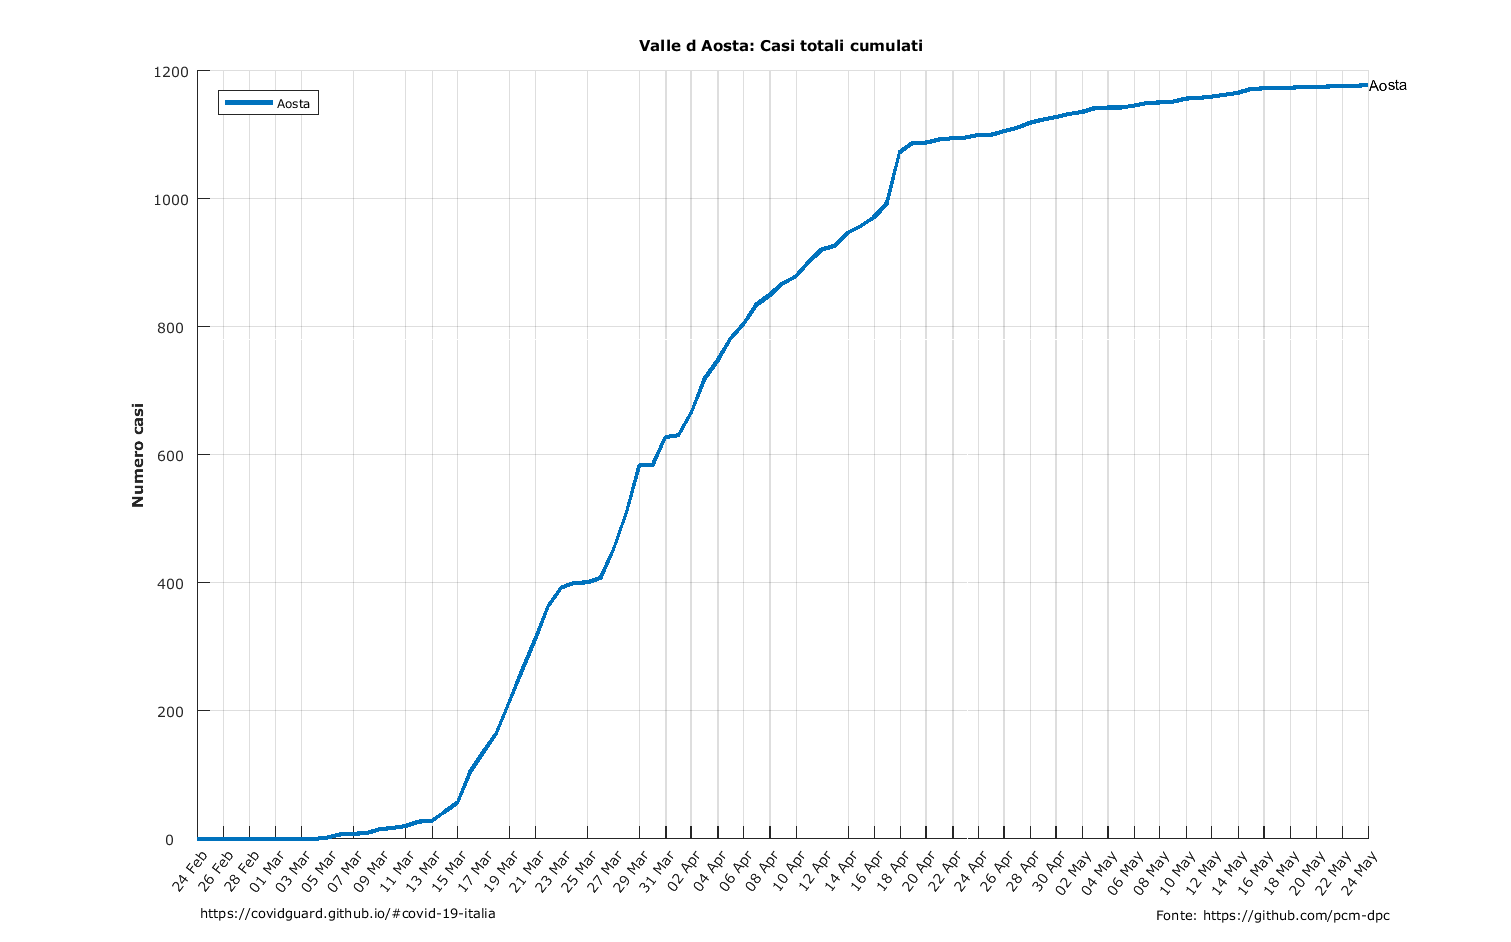 Valle d Aosta: Casi totali cumulati
1200
1000
800
600
400
200
0
Numero casi
Aosta
Aosta
24 Feb
26 Feb
28 Feb
01 Mar
03 Mar
05 Mar
07 Mar
09 Mar
11 Mar
13 Mar
15 Mar
17 Mar
19 Mar
21 Mar
23 Mar
25 Mar
27 Mar
29 Mar
31 Mar
02 Apr
04 Apr
06 Apr
08 Apr
10 Apr
12 Apr
14 Apr
16 Apr
18 Apr
20 Apr
22 Apr
24 Apr
26 Apr
28 Apr
30 Apr
02 May
04 May
06 May
08 May
10 May
12 May
14 May
16 May
18 May
20 May
22 May
24 May
https://covidguard.github.io/#covid-19-italia
Fonte: https://github.com/pcm-dpc